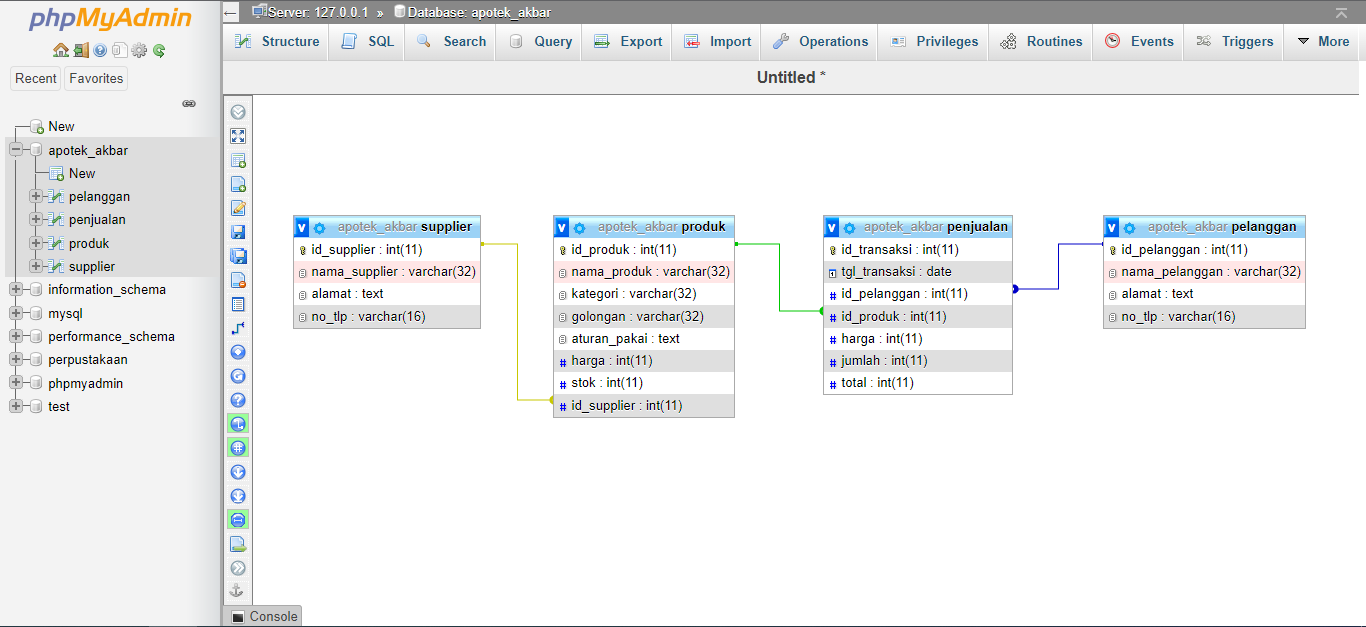 phpMyAdmin
Recent Favorites
New
apotek_akbar
New
pelanggan
penjualan
produk
supplier
information_schema
mysql
performance_schema
perpustakaan
phpmyadmin
test
Server: 127.0.0.1 » Database: apotek_akbar
Structure SQL Search Query Export Import Operations Privileges Routines Events Triggers More
Untitled *
v apotek_akbar supplier
id_supplier : int(11)
nama_supplier : varchar(32)
alamat : text
no_tlp : varchar(16)
v apotek_akbar produk
id_produk : int(11)
nama_produk : varchar(32)
kategori : varchar(32)
golongan : varchar(32)
aturan_pakai : text
# harga : int(11)
# stok : int(11)
# id_supplier : int(11)
v apotek_akbar penjualan
id_transaksi : int(11)
tgl_transaksi : date
# id_pelanggan : int(11)
# id_produk : int(11)
# harga : int(11)
# jumlah : int(11)
# total : int(11)
v apotek_akbar pelanggan
id_pelanggan : int(11)
nama_pelanggan : varchar(32)
alamat : text
no_tlp : varchar(16)
Console